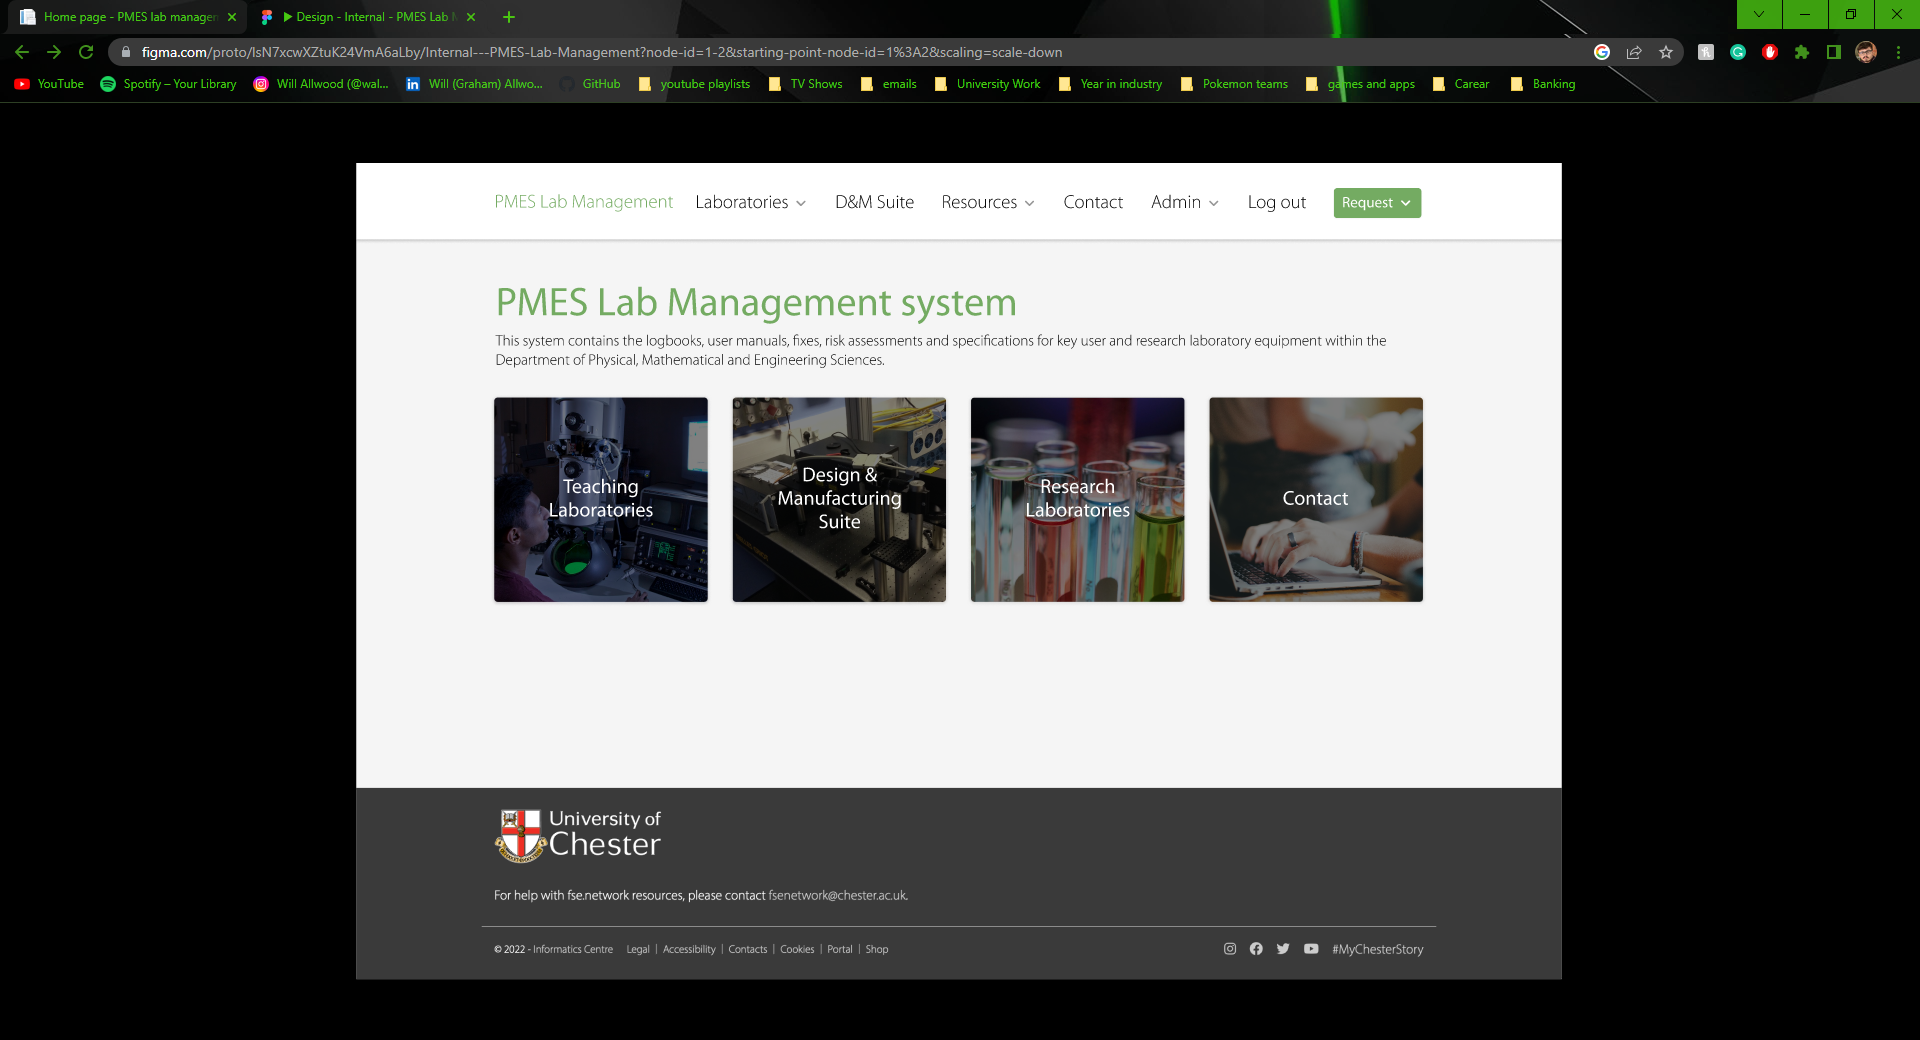 Home page - PMES lab manager
Design - Internal - PMES Lab M
figma.com/proto/lsN7xcwXZtuK24VmA6aLby/Internal---PMES-Lab-Management?node-id=1-2&starting-point-node-id=1%3A2&scaling=scale-down
YouTube
Spotify – Your Library
Will Allwood (@wal...
Will (Graham) Allwo...
GitHub
youtube playlists
TV Shows
emails
University Work
Year in industry
Pokemon teams
games and apps
Carear
Banking
PMES Lab Management
Laboratories
D&M Suite
Resources
Contact
Admin
Log out
Request
PMES Lab Management system
This system contains the logbooks, user manuals, fixes, risk assessments and specifications for key user and research laboratory equipment within the
Department of Physical, Mathematical and Engineering Sciences.
Teaching
Laboratories
Design &
Manufacturing
Suite
Research
Laboratories
Contact
University of
Chester
For help with fse.network resources, please contact fsenetwork@chester.ac.uk.
© 2022 - Informatics Centre
Legal | Accessibility | Contacts | Cookies | Portal | Shop
#MyChesterStory